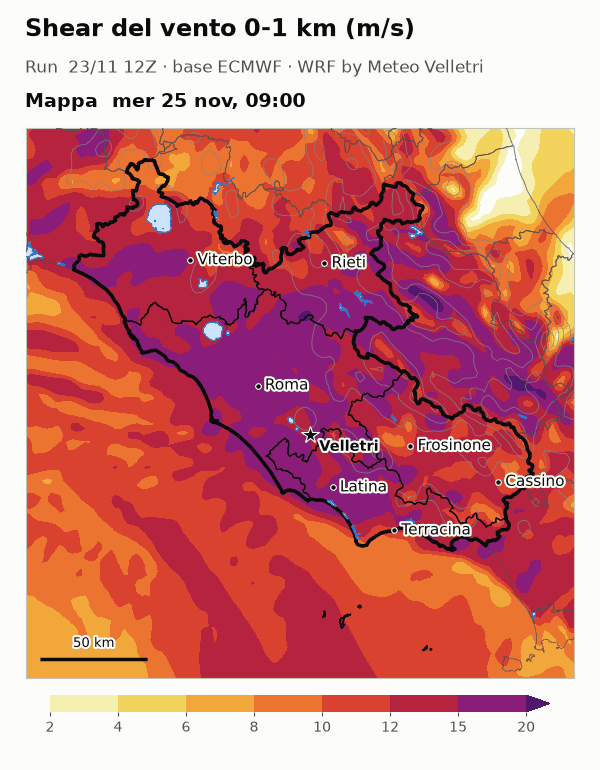 Shear del vento 0-1 km (m/s)
Run  23/11 12Z · base ECMWF · WRF by Meteo Velletri
Mappa  mer 25 nov, 09:00
Viterbo
Rieti
Roma
Velletri
Frosinone
Cassino
Latina
Terracina
50 km
2 4 6 8 10 12 15 20